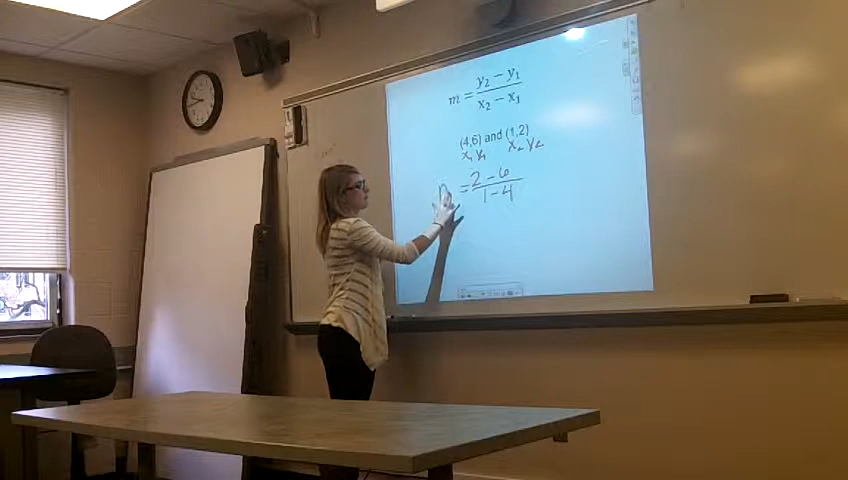 m = y₂ − y₁ / x₂ − x₁
(4,6) and (1,2)
x₁ y₁ x₂ y₂
= 2 − 6 / 1 − 4